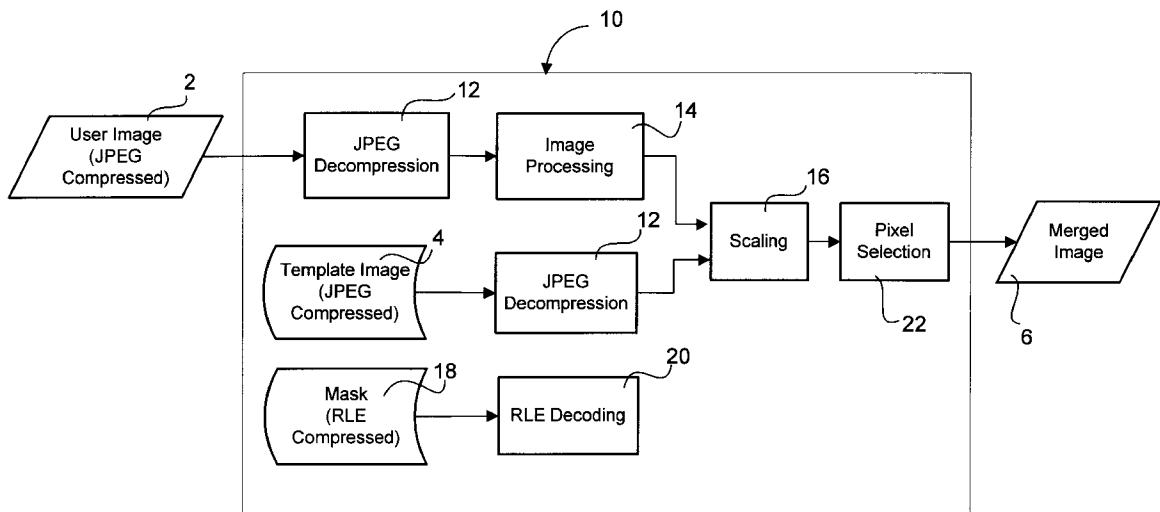 10
2
User Image
(JPEG
Compressed)
12
JPEG
Decompression
14
Image
Processing
16
Scaling
Pixel
Selection
22
Merged
Image
6
4
Template Image
(JPEG
Compressed)
12
JPEG
Decompression
18
Mask
(RLE
Compressed)
20
RLE Decoding